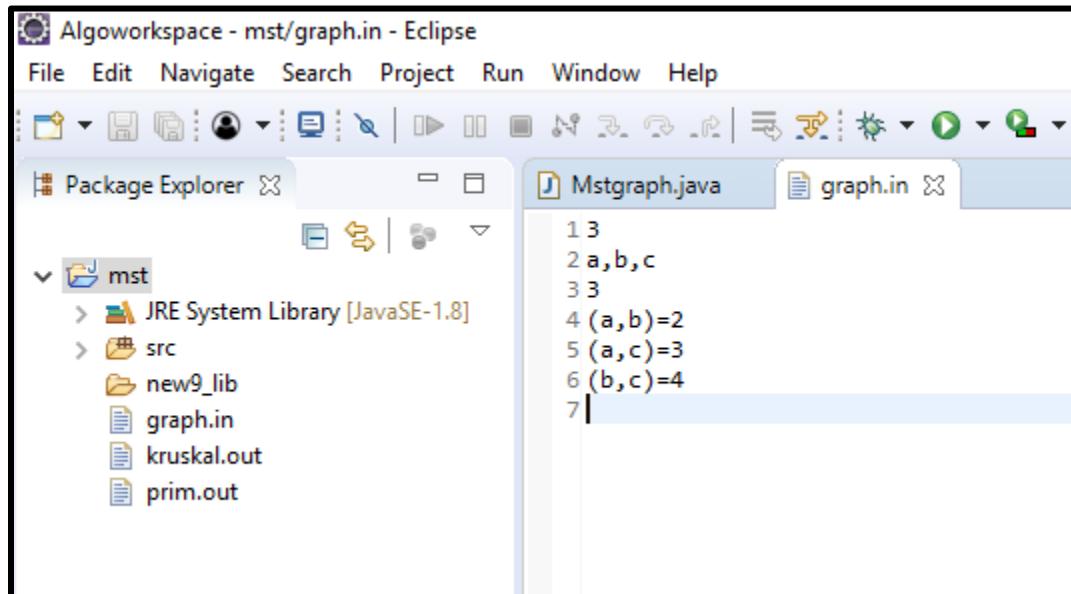 Algoworkspace - mst/graph.in - Eclipse
File Edit Navigate Search Project Run Window Help
Package Explorer
Mstgraph.java
graph.in
mst
JRE System Library [JavaSE-1.8]
src
new9_lib
graph.in
kruskal.out
prim.out
1 3
2 a,b,c
3 3
4 (a,b)=2
5 (a,c)=3
6 (b,c)=4
7